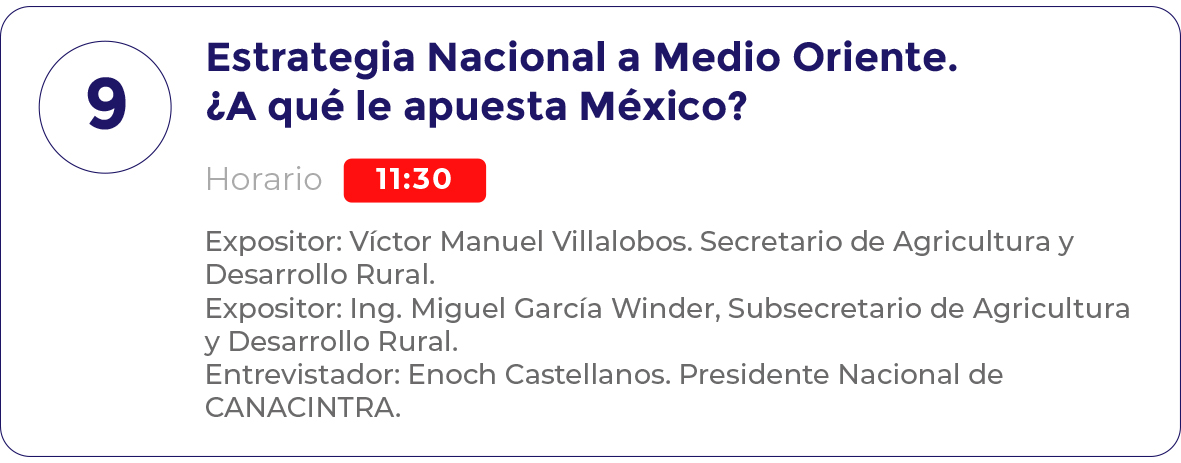 9
Estrategia Nacional a Medio Oriente.
¿A qué le apuesta México?
Horario 11:30
Expositor: Víctor Manuel Villalobos. Secretario de Agricultura y
Desarrollo Rural.
Expositor: Ing. Miguel García Winder, Subsecretario de Agricultura
y Desarrollo Rural.
Entrevistador: Enoch Castellanos. Presidente Nacional de
CANACINTRA.